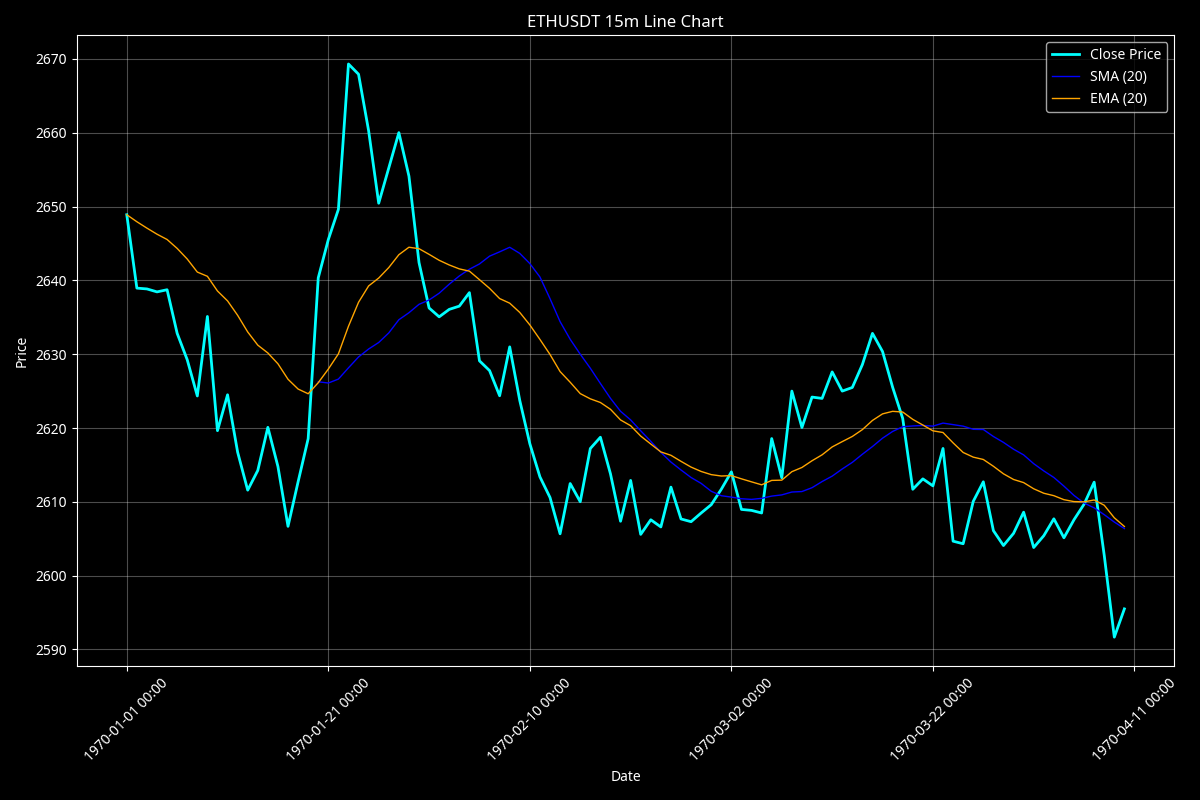 ETHUSDT 15m Line Chart
Close Price
SMA (20)
EMA (20)
2670
2660
2650
2640
2630
2620
2610
2600
2590
Price
1970-01-01 00:00
1970-01-21 00:00
1970-02-10 00:00
1970-03-02 00:00
1970-03-22 00:00
1970-04-11 00:00
Date